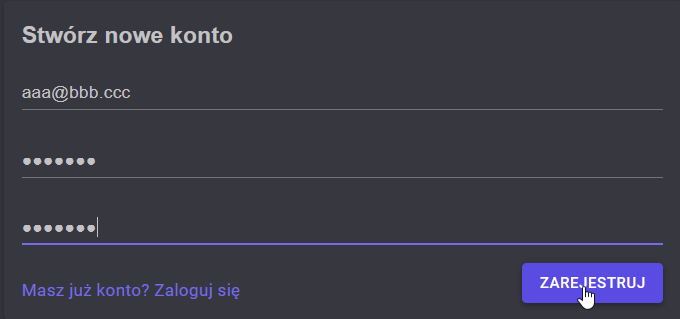 Stwórz nowe konto
aaa@bbb.ccc
●●●●●●●
●●●●●●●
Masz już konto? Zaloguj się
ZAREJESTRUJ